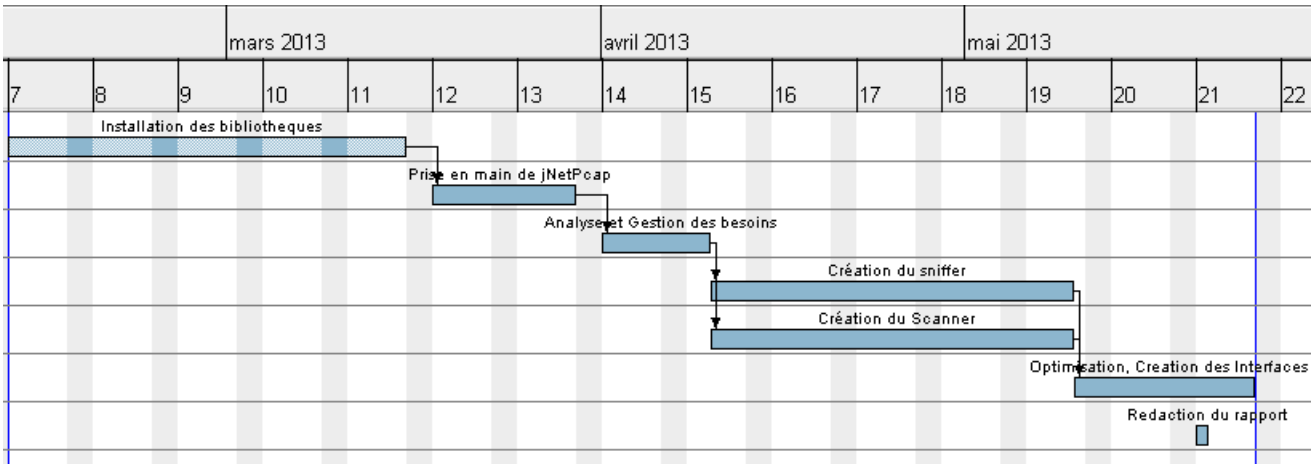 mars 2013 avril 2013 mai 2013
7 8 9 10 11 12 13 14 15 16 17 18 19 20 21 22
Installation des bibliotheques
Prise en main de jNetPcap
Analyse et Gestion des besoins
Création du sniffer
Création du Scanner
Optimisation, Creation des Interfaces
Redaction du rapport